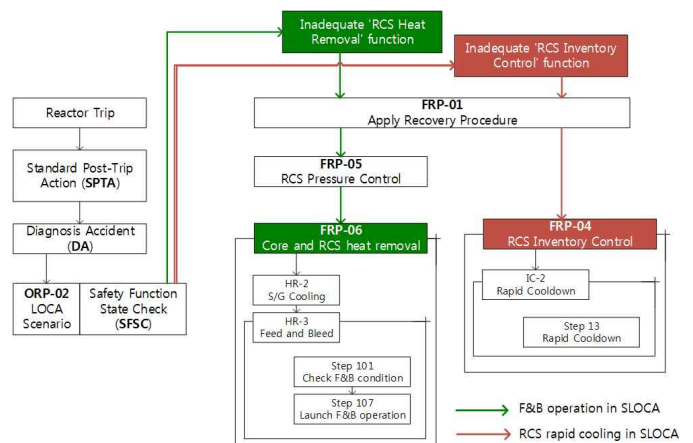 Inadequate 'RCS Heat
Removal' function
Inadequate 'RCS Inventory
Control' function
Reactor Trip
Standard Post-Trip
Action (SPTA)
Diagnosis Accident
(DA)
ORP-02
LOCA
Scenario
Safety Function
State Check
(SFSC)
FRP-01
Apply Recovery Procedure
FRP-05
RCS Pressure Control
FRP-06
Core and RCS heat removal
HR-2
S/G Cooling
HR-3
Feed and Bleed
Step 101
Check F&B condition
Step 107
Launch F&B operation
FRP-04
RCS Inventory Control
IC-2
Rapid Cooldown
Step 13
Rapid Cooldown
F&B operation in SLOCA
RCS rapid cooling in SLOCA